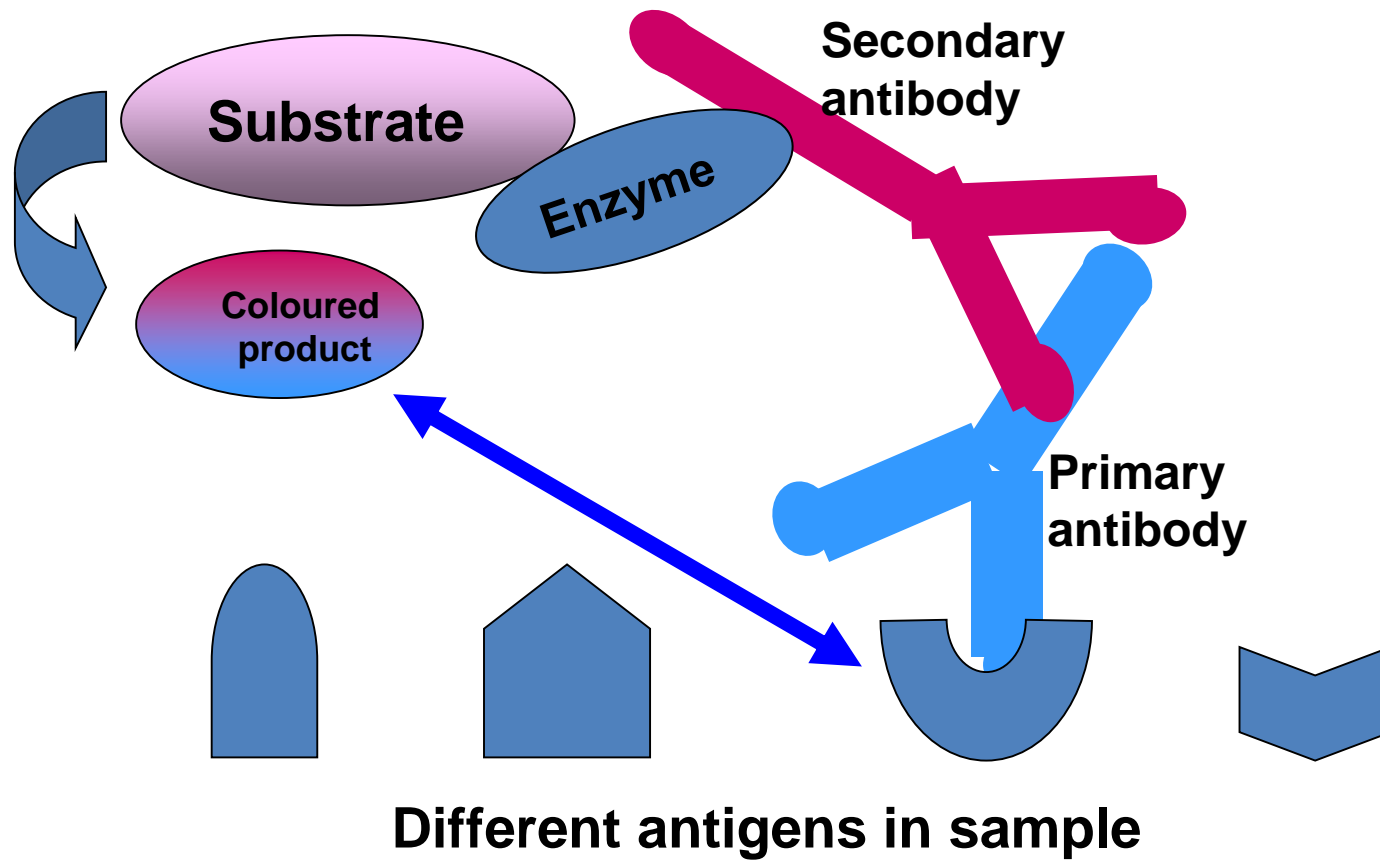 Secondary
antibody
Substrate
Enzyme
Coloured
product
Primary
antibody
Different antigens in sample